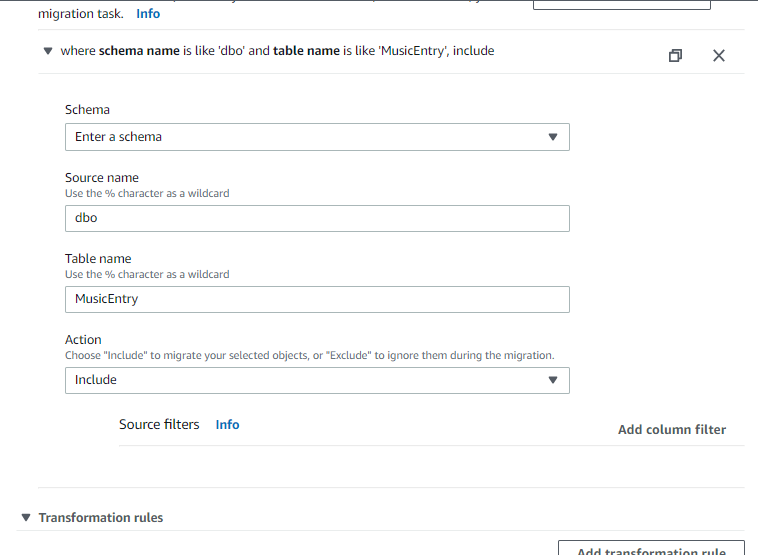 migration task. Info
where schema name is like 'dbo' and table name is like 'MusicEntry', include
Schema
Enter a schema
Source name
Use the % character as a wildcard
dbo
Table name
Use the % character as a wildcard
MusicEntry
Action
Choose "Include" to migrate your selected objects, or "Exclude" to ignore them during the migration.
Include
Source filters Info
Add column filter
Transformation rules
Add transformation rule